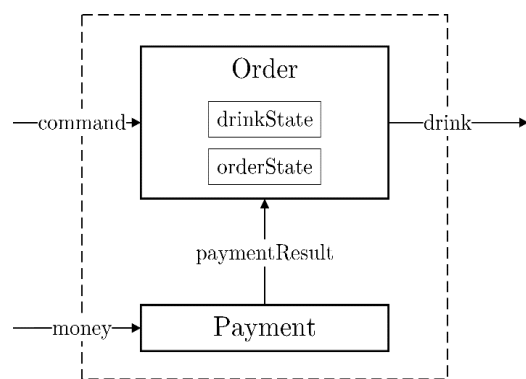 Order
command
drinkState
drink
orderState
paymentResult
money
Payment